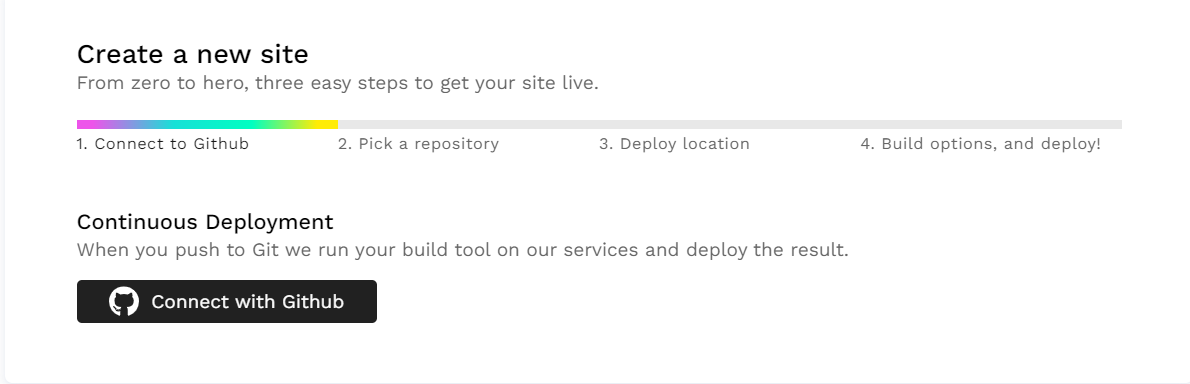 Create a new site
From zero to hero, three easy steps to get your site live.
1. Connect to Github
2. Pick a repository
3. Deploy location
4. Build options, and deploy!
Continuous Deployment
When you push to Git we run your build tool on our services and deploy the result.
Connect with Github